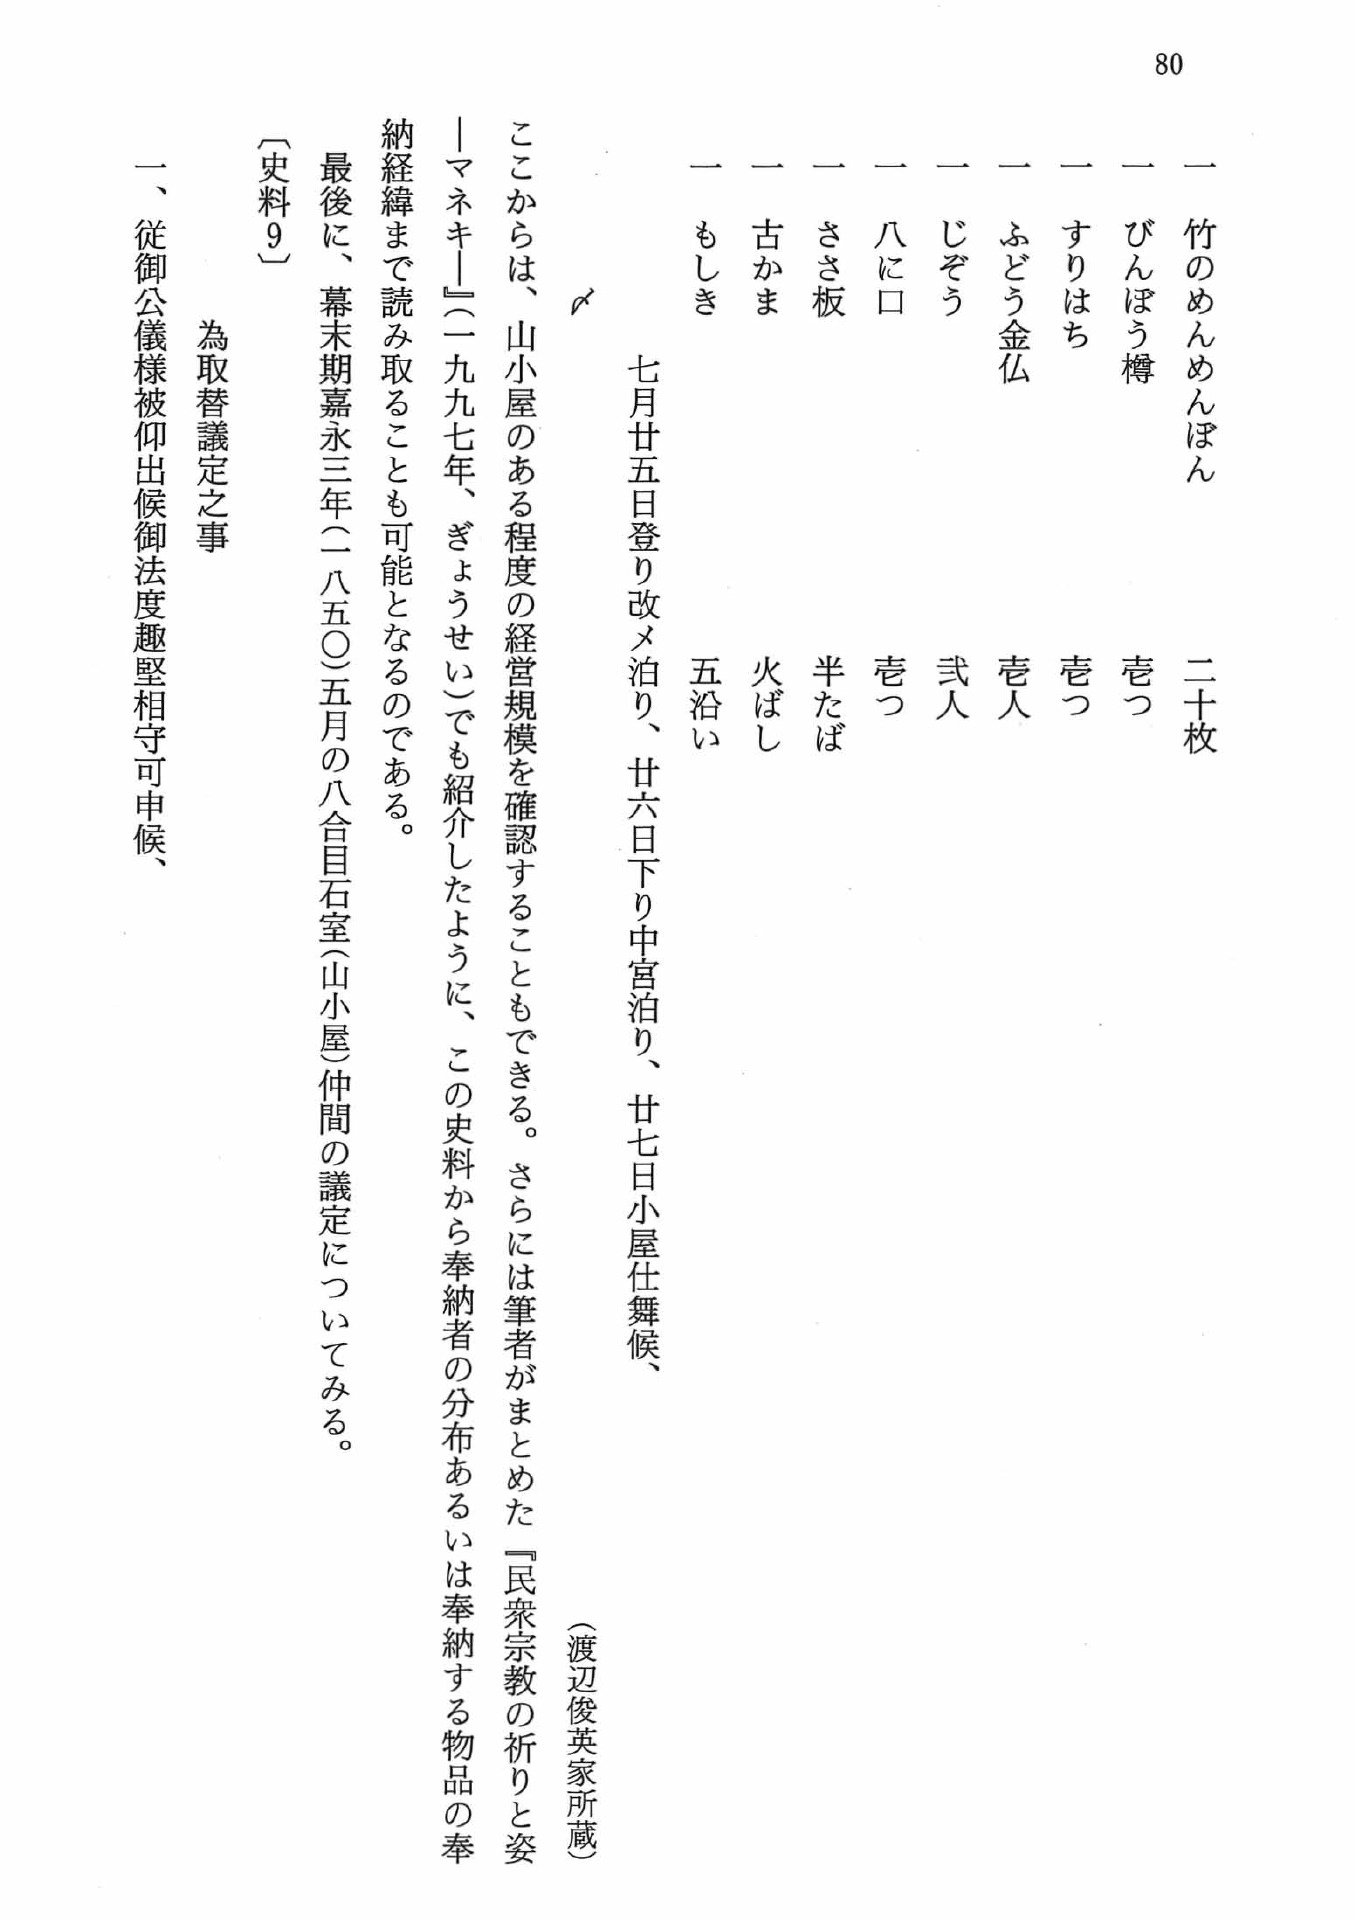 80
一　竹のめんめんぼん　二十枚
一　びんぼう樽　壱つ
一　すりはち　壱つ
一　ふどう金仏　壱人
一　じぞう　弐人
一　八に口　壱つ
一　ささ板　半たば
一　古かま　火ばし
一　もしき　五沿い
七月廿五日登り改メ泊り、廿六日下り中宮泊り、廿七日小屋仕舞候、
〆
（渡辺俊英家所蔵）
ここからは、山小屋のある程度の経営規模を確認することもできる。さらには筆者がまとめた『民衆宗教の祈りと姿
―マネキ―』（一九九七年、ぎょうせい）でも紹介したように、この史料から奉納者の分布あるいは奉納する物品の奉
納経緯まで読み取ることも可能となるのである。
最後に、幕末期嘉永三年（一八五〇）五月の八合目石室（山小屋）仲間の議定についてみる。
〔史料９〕
為取替議定之事
一、従御公儀様被仰出候御法度趣堅相守可申候、